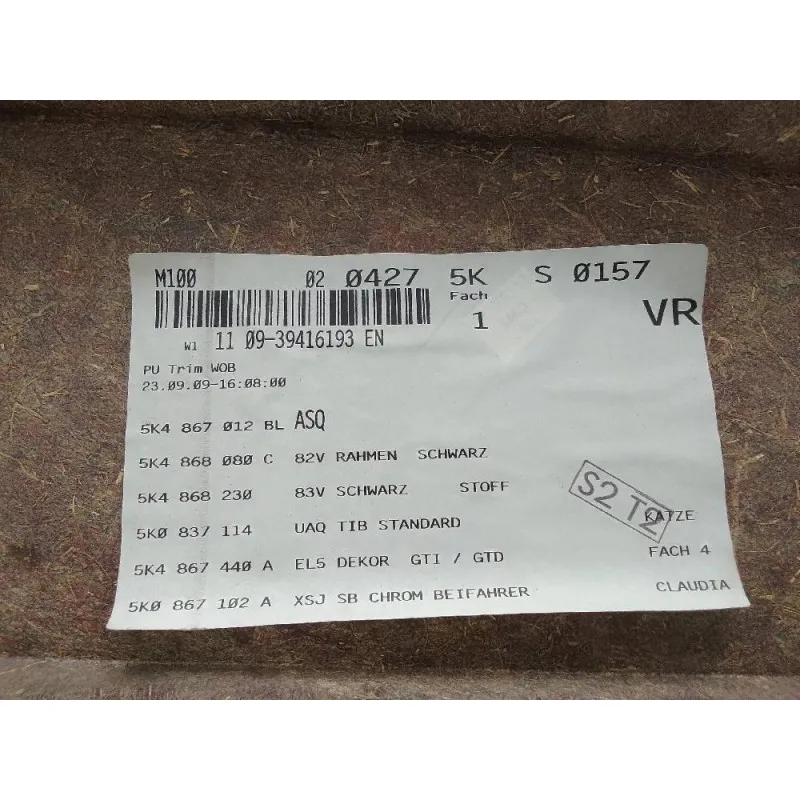 M100 02 0427 5K S 0157
Fach
1 VR
W1 11 09-39416193 EN
PU Trim WOB
23.09.09-16:08:00
5K4 867 012 BL ASQ
5K4 868 080 C 82V RAHMEN SCHWARZ
5K4 868 230 83V SCHWARZ STOFF
S2 T2
5K0 837 114 UAQ TIB STANDARD KATZE
5K4 867 440 A EL5 DEKOR GTI / GTD FACH 4
5K0 867 102 A XSJ SB CHROM BEIFAHRER CLAUDIA